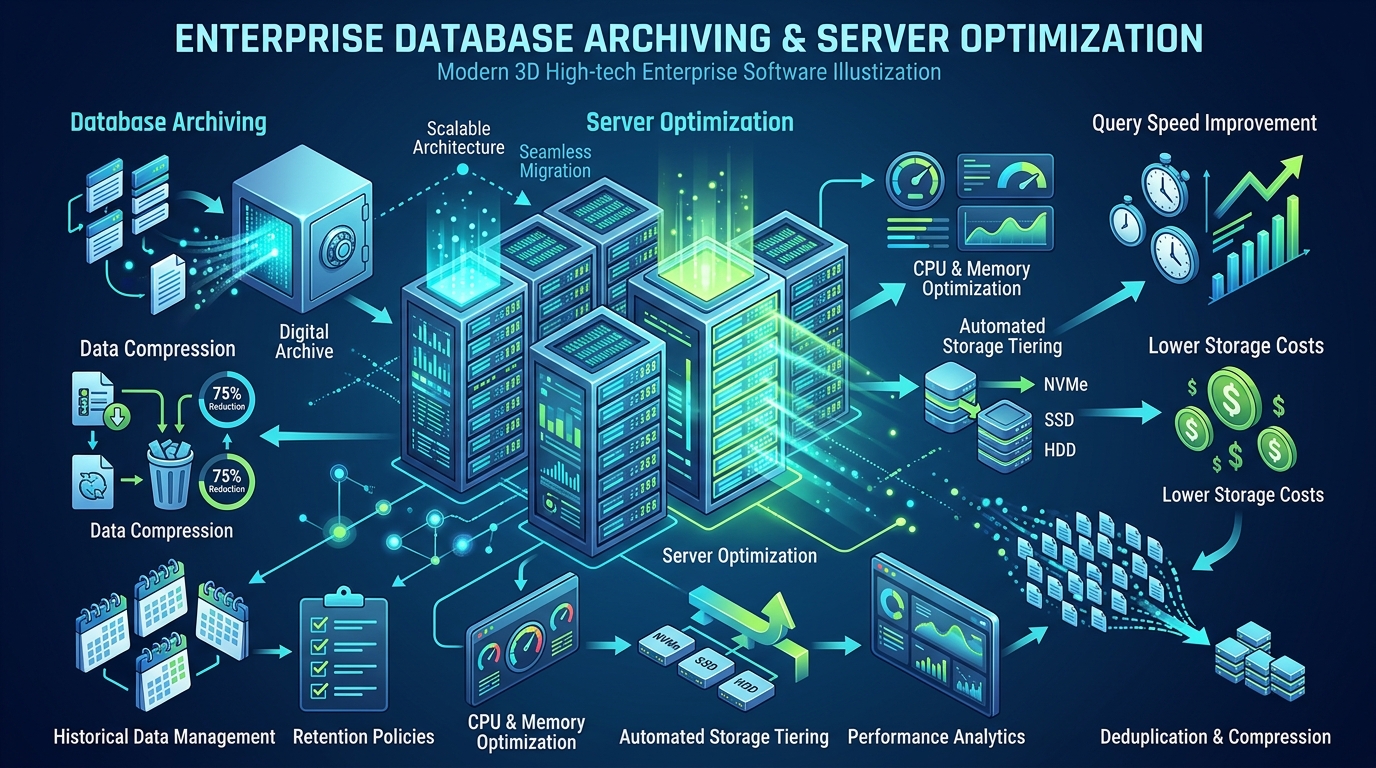 ENTERPRISE DATABASE ARCHIVING & SERVER OPTIMIZATION
Modern 3D High-tech Enterprise Software Illustization
Database Archiving
Scalable
Architecture
Seamless
Migration
Server Optimization
Query Speed Improvement
Digital
Archive
CPU & Memory
Optimization
Data Compression
75%
Reduction
75%
Reduction
Data Compression
Automated
Storage Tiering
NVMe
SSD
HDD
Lower Storage Costs
$
$
$
$
$
$
$
Lower Storage Costs
Server Optimization
NVMe
SSD
HDD
Historical Data Management
Retention Policies
CPU & Memory
Optimization
Automated Storage Tiering
Performance Analytics
Deduplication & Compression